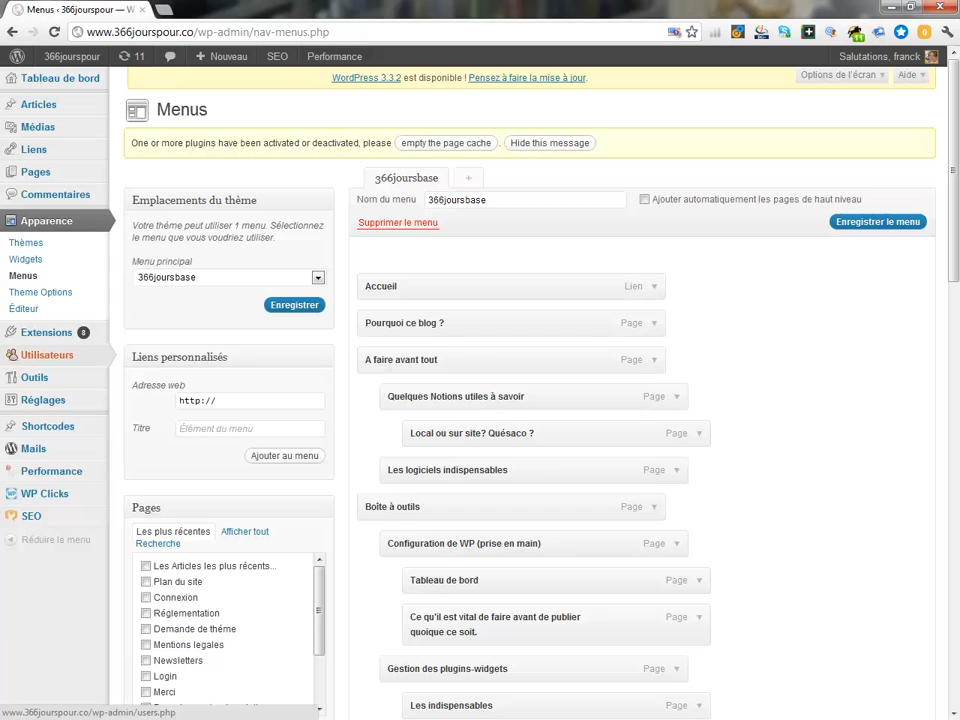 Menus ‹ 366jourspour — W
www.366jourspour.co/wp-admin/nav-menus.php
366jourspour
11
Nouveau
SEO
Performance
Salutations, franck
WordPress 3.3.2 est disponible ! Pensez à faire la mise à jour.
Options de l'écran
Aide
Menus
One or more plugins have been activated or deactivated, please
empty the page cache
.
Hide this message
Tableau de bord
Articles
Médias
Liens
Pages
Commentaires
Apparence
Thèmes
Widgets
Menus
Theme Options
Éditeur
Extensions 8
Utilisateurs
Outils
Réglages
Shortcodes
Mails
Performance
WP Clicks
SEO
Réduire le menu
Emplacements du thème
Votre thème peut utiliser 1 menu. Sélectionnez
le menu que vous voudriez utiliser.
Menu principal
366joursbase
Enregistrer
Liens personnalisés
Adresse web
http://
Titre
Élément du menu
Ajouter au menu
Pages
Les plus récentes
Afficher tout
Recherche
Les Articles les plus récents...
Plan du site
Connexion
Réglementation
Demande de théme
Mentions legales
Newsletters
Login
Merci
366joursbase
+
Nom du menu
366joursbase
Ajouter automatiquement les pages de haut niveau
Supprimer le menu
Enregistrer le menu
Accueil
Lien
Pourquoi ce blog ?
Page
A faire avant tout
Page
Quelques Notions utiles à savoir
Page
Local ou sur site? Quésaco ?
Page
Les logiciels indispensables
Page
Boîte à outils
Page
Configuration de WP (prise en main)
Page
Tableau de bord
Page
Ce qu'il est vital de faire avant de publier
quoique ce soit.
Page
Gestion des plugins-widgets
Page
Les indispensables
Page
www.366jourspour.co/wp-admin/users.php